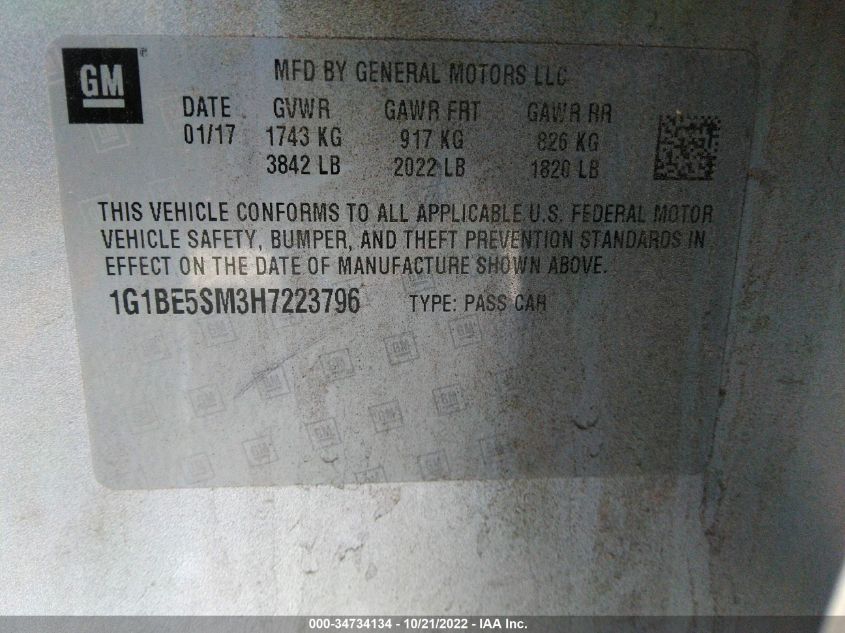 GM
MFD BY GENERAL MOTORS LLC
DATE GVWR GAWR FRT GAWR RR
01/17 1743 KG 917 KG 826 KG
3842 LB 2022 LB 1820 LB
THIS VEHICLE CONFORMS TO ALL APPLICABLE U.S. FEDERAL MOTOR
VEHICLE SAFETY, BUMPER, AND THEFT PREVENTION STANDARDS IN
EFFECT ON THE DATE OF MANUFACTURE SHOWN ABOVE.
1G1BE5SM3H7223796 TYPE: PASS CAR
000-34734134 - 10/21/2022 - IAA Inc.